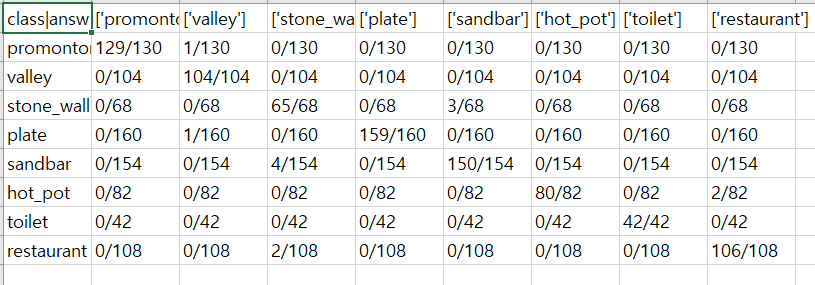 class|answ ['promonto ['valley'] ['stone_wa ['plate'] ['sandbar'] ['hot_pot'] ['toilet'] ['restaurant']
promontor 129/130 1/130 0/130 0/130 0/130 0/130 0/130 0/130
valley 0/104 104/104 0/104 0/104 0/104 0/104 0/104 0/104
stone_wall 0/68 0/68 65/68 0/68 3/68 0/68 0/68 0/68
plate 0/160 1/160 0/160 159/160 0/160 0/160 0/160 0/160
sandbar 0/154 0/154 4/154 0/154 150/154 0/154 0/154 0/154
hot_pot 0/82 0/82 0/82 0/82 0/82 80/82 0/82 2/82
toilet 0/42 0/42 0/42 0/42 0/42 0/42 42/42 0/42
restaurant 0/108 0/108 2/108 0/108 0/108 0/108 0/108 106/108